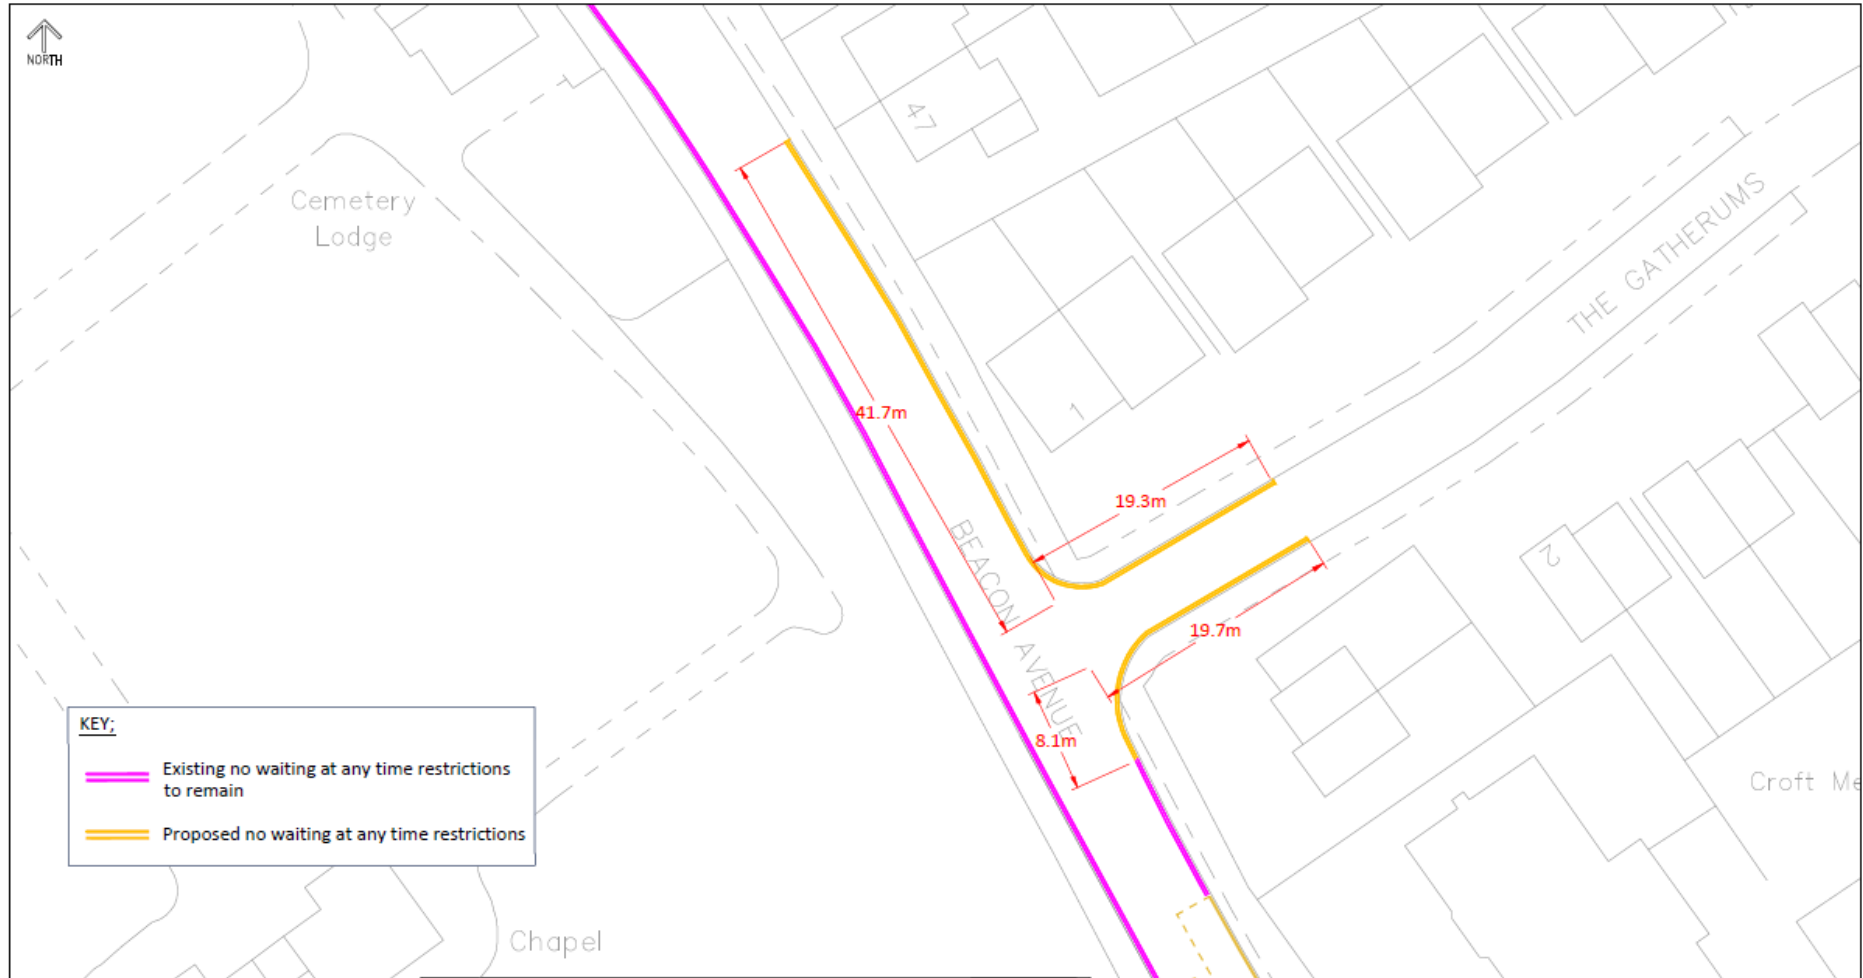 NORTH
47
Cemetery
Lodge
THE GATHERUMS
41.7m
1
19.3m
BEACON AVENUE
2
19.7m
8.1m
KEY;
Existing no waiting at any time restrictions
to remain
Proposed no waiting at any time restrictions
Croft Me
Chapel